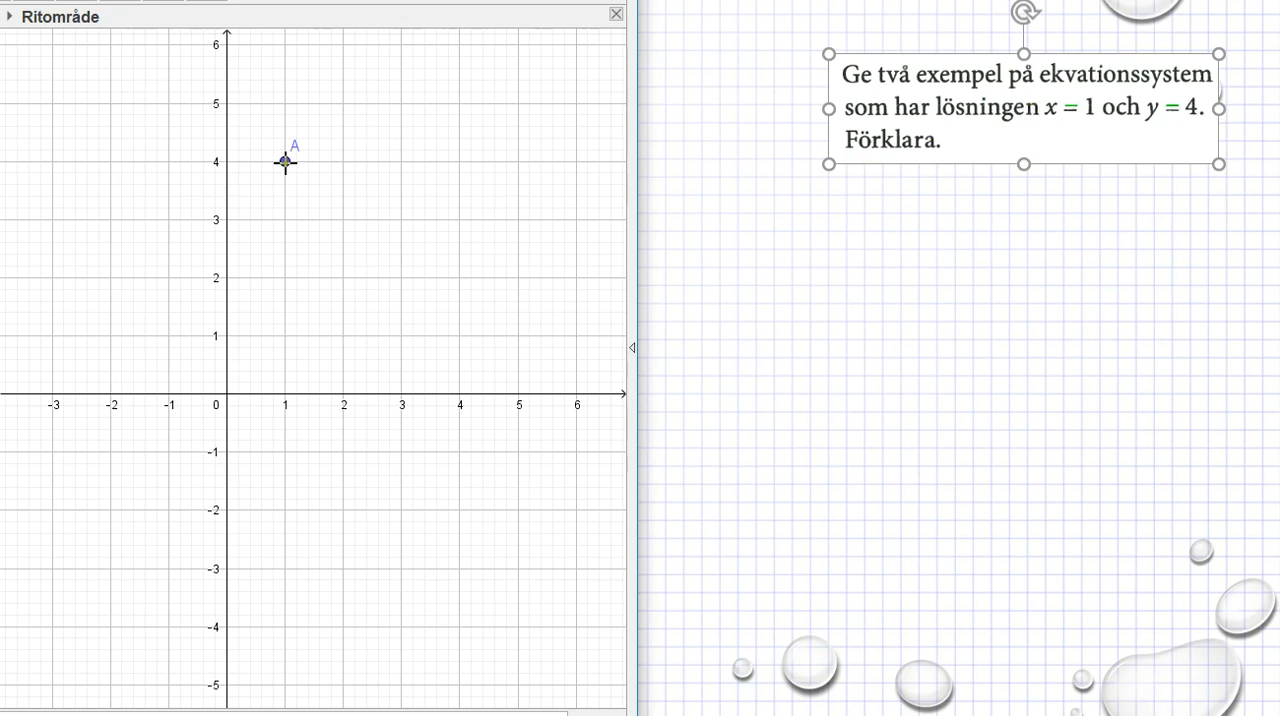 Ritområde
6
5
A
4
3
2
1
-3 -2 -1 0 1 2 3 4 5 6
-1
-2
-3
-4
-5
Ge två exempel på ekvationssystem
som har lösningen x = 1 och y = 4.
Förklara.